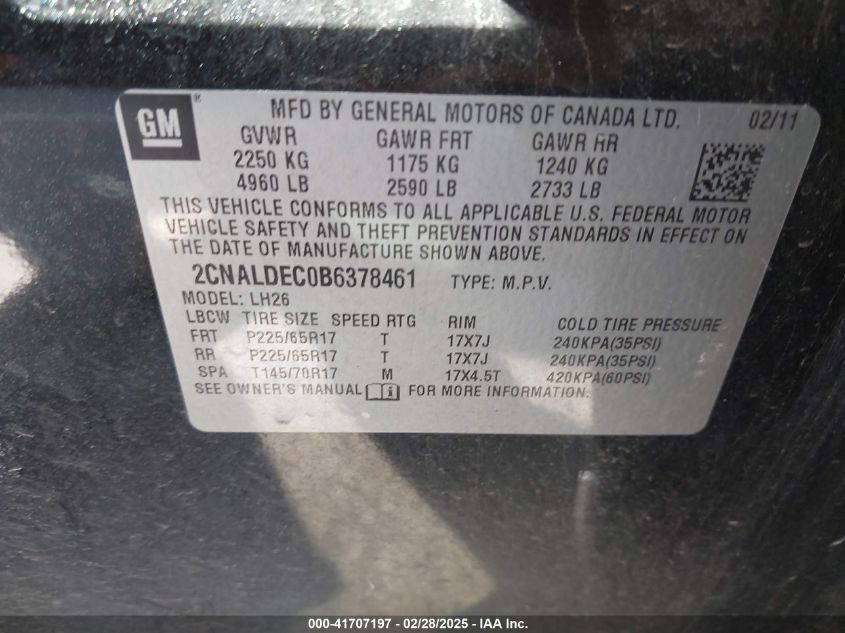 GM ®
MFD BY GENERAL MOTORS OF CANADA LTD. 02/11
GVWR GAWR FRT GAWR RR
2250 KG 1175 KG 1240 KG
4960 LB 2590 LB 2733 LB
THIS VEHICLE CONFORMS TO ALL APPLICABLE U.S. FEDERAL MOTOR
VEHICLE SAFETY AND THEFT PREVENTION STANDARDS IN EFFECT ON
THE DATE OF MANUFACTURE SHOWN ABOVE.
2CNALDEC0B6378461 TYPE: M.P.V.
MODEL: LH26
LBCW TIRE SIZE SPEED RTG RIM COLD TIRE PRESSURE
FRT P225/65R17 T 17X7J 240KPA(35PSI)
RR P225/65R17 T 17X7J 240KPA(35PSI)
SPA T145/70R17 M 17X4.5T 420KPA(60PSI)
SEE OWNER'S MANUAL FOR MORE INFORMATION.
000-41707197 - 02/28/2025 - IAA Inc.